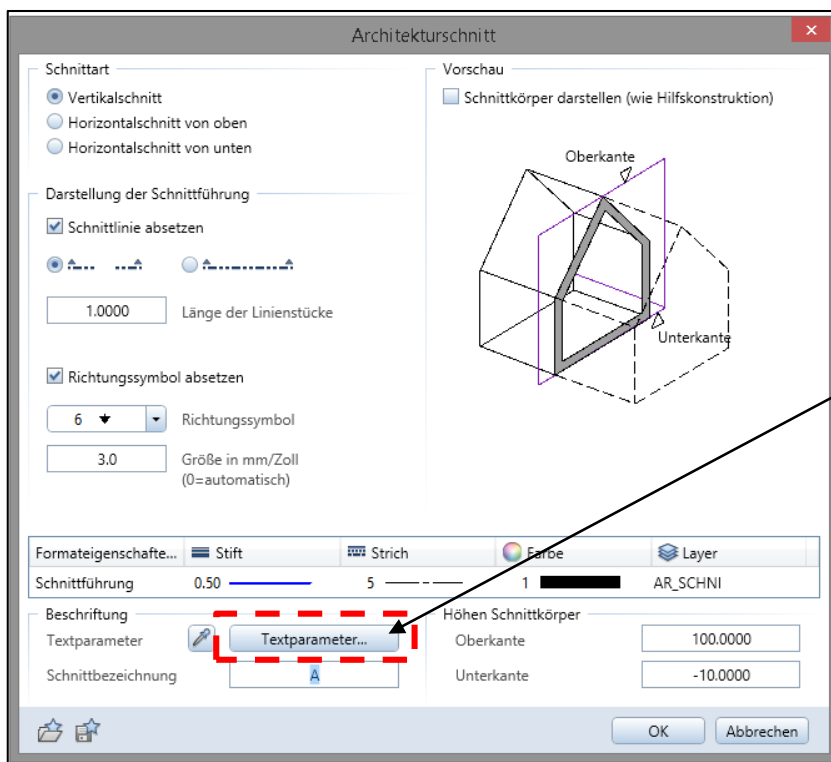 Architekturschnitt
Schnittart
Vertikalschnitt
Horizontalschnitt von oben
Horizontalschnitt von unten
Darstellung der Schnittführung
Schnittlinie absetzen
1.0000 Länge der Linienstücke
Richtungssymbol absetzen
6 Richtungssymbol
3.0 Größe in mm/Zoll
(0=automatisch)
Vorschau
Schnittkörper darstellen (wie Hilfskonstruktion)
Oberkante
Unterkante
Formateigenschafte... Stift Strich Farbe Layer
Schnittführung 0.50 5 1 AR_SCHNI
Beschriftung
Textparameter Textparameter...
Schnittbezeichnung A
Höhen Schnittkörper
Oberkante 100.0000
Unterkante -10.0000
OK Abbrechen